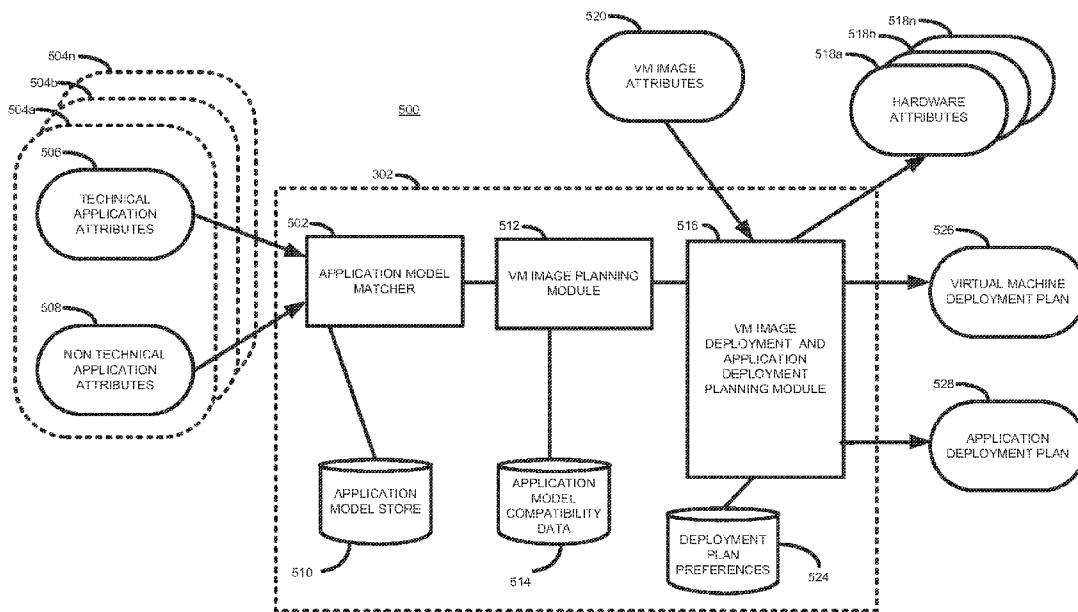 504n
504b
504a
506
TECHNICAL
APPLICATION
ATTRIBUTES
508
NON TECHNICAL
APPLICATION
ATTRIBUTES
500
520
VM IMAGE
ATTRIBUTES
518n
518b
518a
HARDWARE
ATTRIBUTES
302
502
APPLICATION MODEL
MATCHER
512
VM IMAGE PLANNING
MODULE
516
VM IMAGE
DEPLOYMENT AND
APPLICATION
DEPLOYMENT
PLANNING MODULE
526
VIRTUAL MACHINE
DEPLOYMENT PLAN
528
APPLICATION
DEPLOYMENT PLAN
APPLICATION
MODEL STORE
510
APPLICATION
MODEL
COMPATIBILITY
DATA
514
DEPLOYMENT
PLAN
PREFERENCES
524